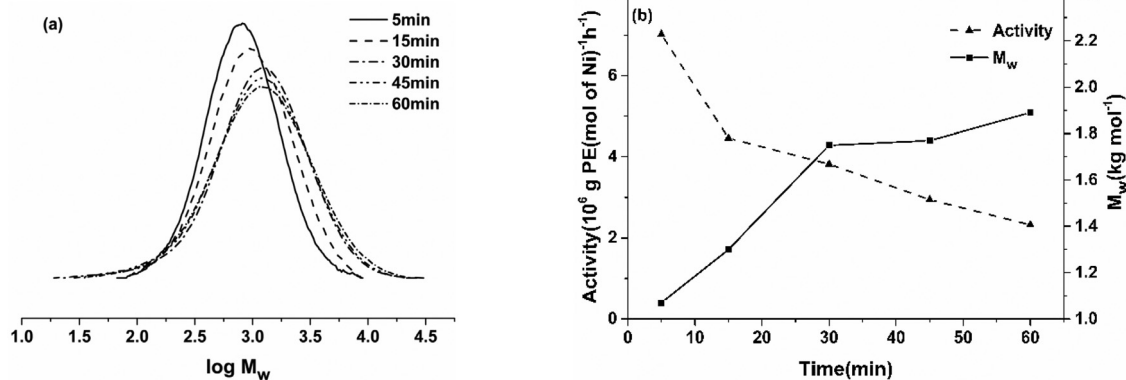 (a)
5min
15min
30min
45min
60min
1.0 1.5 2.0 2.5 3.0 3.5 4.0 4.5
log Mw
(b)
Activity
Mw
Activity(10⁶ g PE(mol of Ni)⁻¹h⁻¹)
6
4
2
0
0 10 20 30 40 50 60
Time(min)
2.2
2.0
1.8
1.6
1.4
1.2
1.0
Mw(kg mol⁻¹)